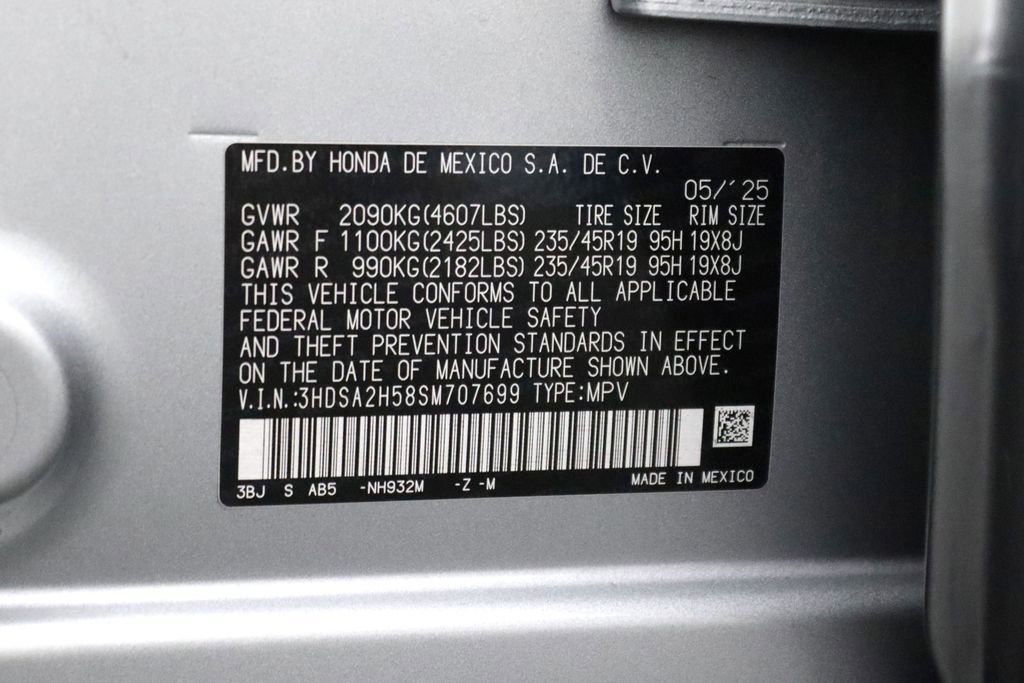 MFD.BY HONDA DE MEXICO S.A. DE C.V.
05/'25
GVWR 2090KG(4607LBS) TIRE SIZE RIM SIZE
GAWR F 1100KG(2425LBS) 235/45R19 95H 19X8J
GAWR R 990KG(2182LBS) 235/45R19 95H 19X8J
THIS VEHICLE CONFORMS TO ALL APPLICABLE
FEDERAL MOTOR VEHICLE SAFETY
AND THEFT PREVENTION STANDARDS IN EFFECT
ON THE DATE OF MANUFACTURE SHOWN ABOVE.
V.I.N.:3HDSA2H58SM707699 TYPE:MPV
3BJ S AB5 -NH932M -Z -M MADE IN MEXICO